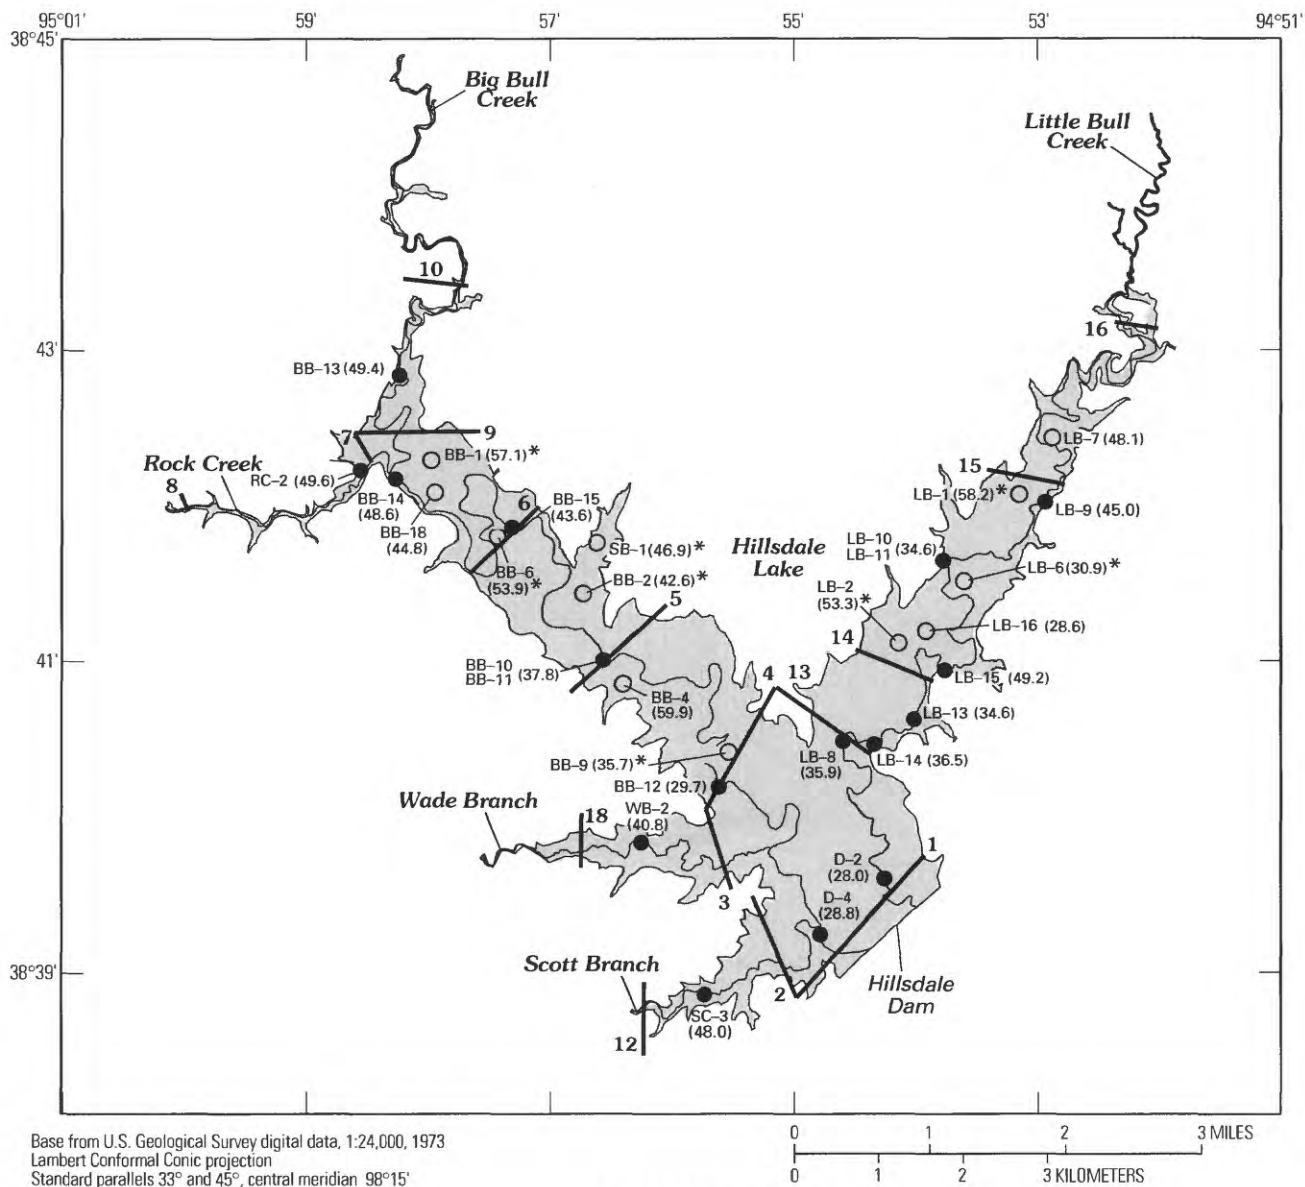 95°01' 59' 57' 55' 53' 94°51'
38°45'
Big Bull
Creek
Little Bull
Creek
10
16
43'
BB–13 (49.4)
7
9
LB–7 (48.1)
BB–1 (57.1)*
15
Rock Creek
RC–2 (49.6)
LB–1 (58.2)*
8
BB–14
(48.6)
BB–18
(44.8)
6
BB–15
(43.6)
LB–9 (45.0)
SB–1 (46.9)*
Hillsdale
Lake
LB–10
LB–11 (34.6)
BB–6
(53.9)*
BB–2 (42.6)*
LB–2
(53.3)*
LB–6 (30.9)*
5
LB–16 (28.6)
14
41'
BB–10
BB–11 (37.8)
4
13
LB–15 (49.2)
BB–4
(59.9)
LB–13 (34.6)
BB–9 (35.7)*
LB–8
(35.9)
LB–14 (36.5)
BB–12 (29.7)
Wade Branch
18
WB–2
(40.8)
1
D–2
(28.0)
3
D–4
(28.8)
38°39'
Scott Branch
2
Hillsdale
Dam
SC–3
(48.0)
12
Base from U.S. Geological Survey digital data, 1:24,000, 1973
Lambert Conformal Conic projection
Standard parallels 33° and 45°, central meridian 98°15'
0 1 2 3 MILES
0 1 2 3 KILOMETERS